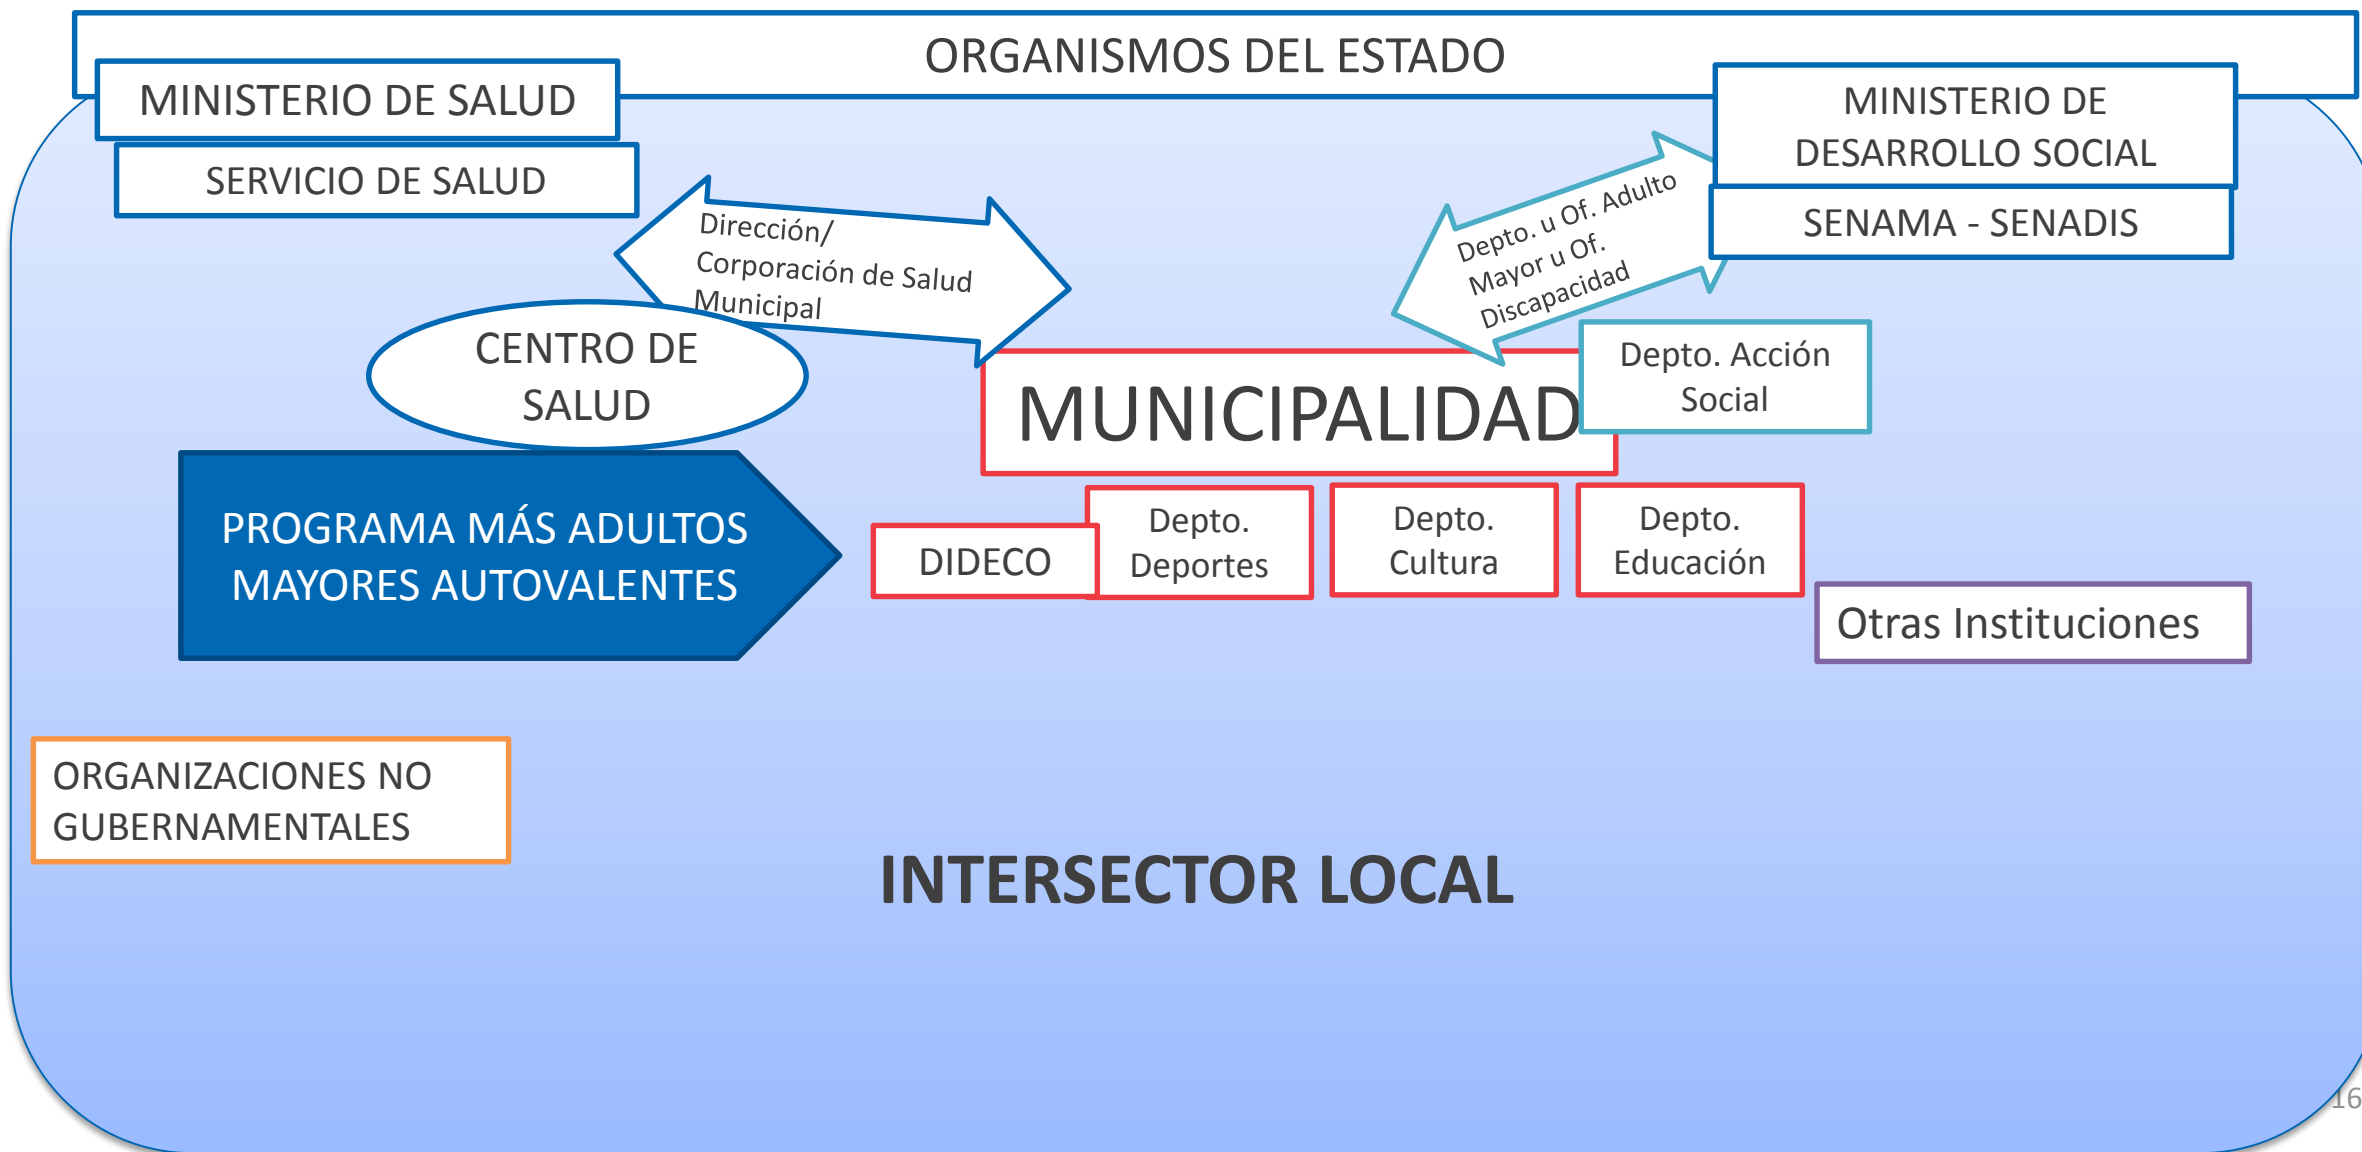 ORGANISMOS DEL ESTADO
MINISTERIO DE SALUD
SERVICIO DE SALUD
MINISTERIO DE
DESARROLLO SOCIAL
SENAMA - SENADIS
Dirección/
Corporación de Salud
Municipal
Depto. u Of. Adulto
Mayor u Of.
Discapacidad
CENTRO DE
SALUD
MUNICIPALIDAD
Depto. Acción
Social
PROGRAMA MÁS ADULTOS
MAYORES AUTOVALENTES
DIDECO
Depto.
Deportes
Depto.
Cultura
Depto.
Educación
Otras Instituciones
ORGANIZACIONES NO
GUBERNAMENTALES
INTERSECTOR LOCAL
16